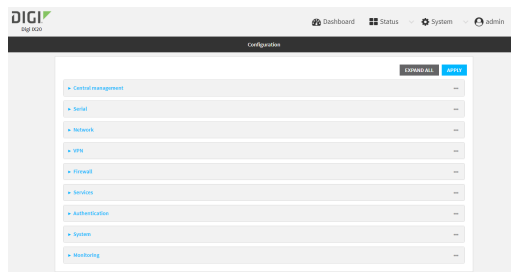 DIGI
Digi IX20
Dashboard
Status
System
admin
Configuration
EXPAND ALL
APPLY
Central management
Serial
Network
VPN
Firewall
Services
Authentication
System
Monitoring